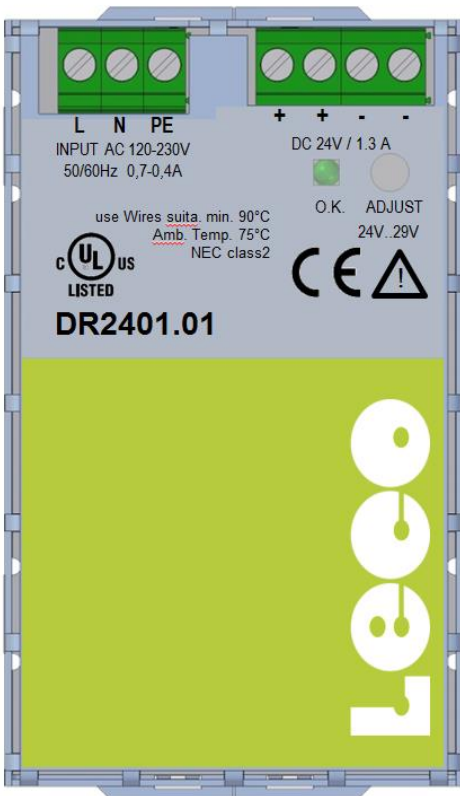 L N PE
+ + - -
INPUT AC 120-230V
50/60Hz 0,7-0,4A
DC 24V / 1.3 A
O.K. ADJUST
24V..29V
use Wires suita. min. 90°C
Amb. Temp. 75°C
NEC class2
C UL US
LISTED
CE
!
DR2401.01
Leco